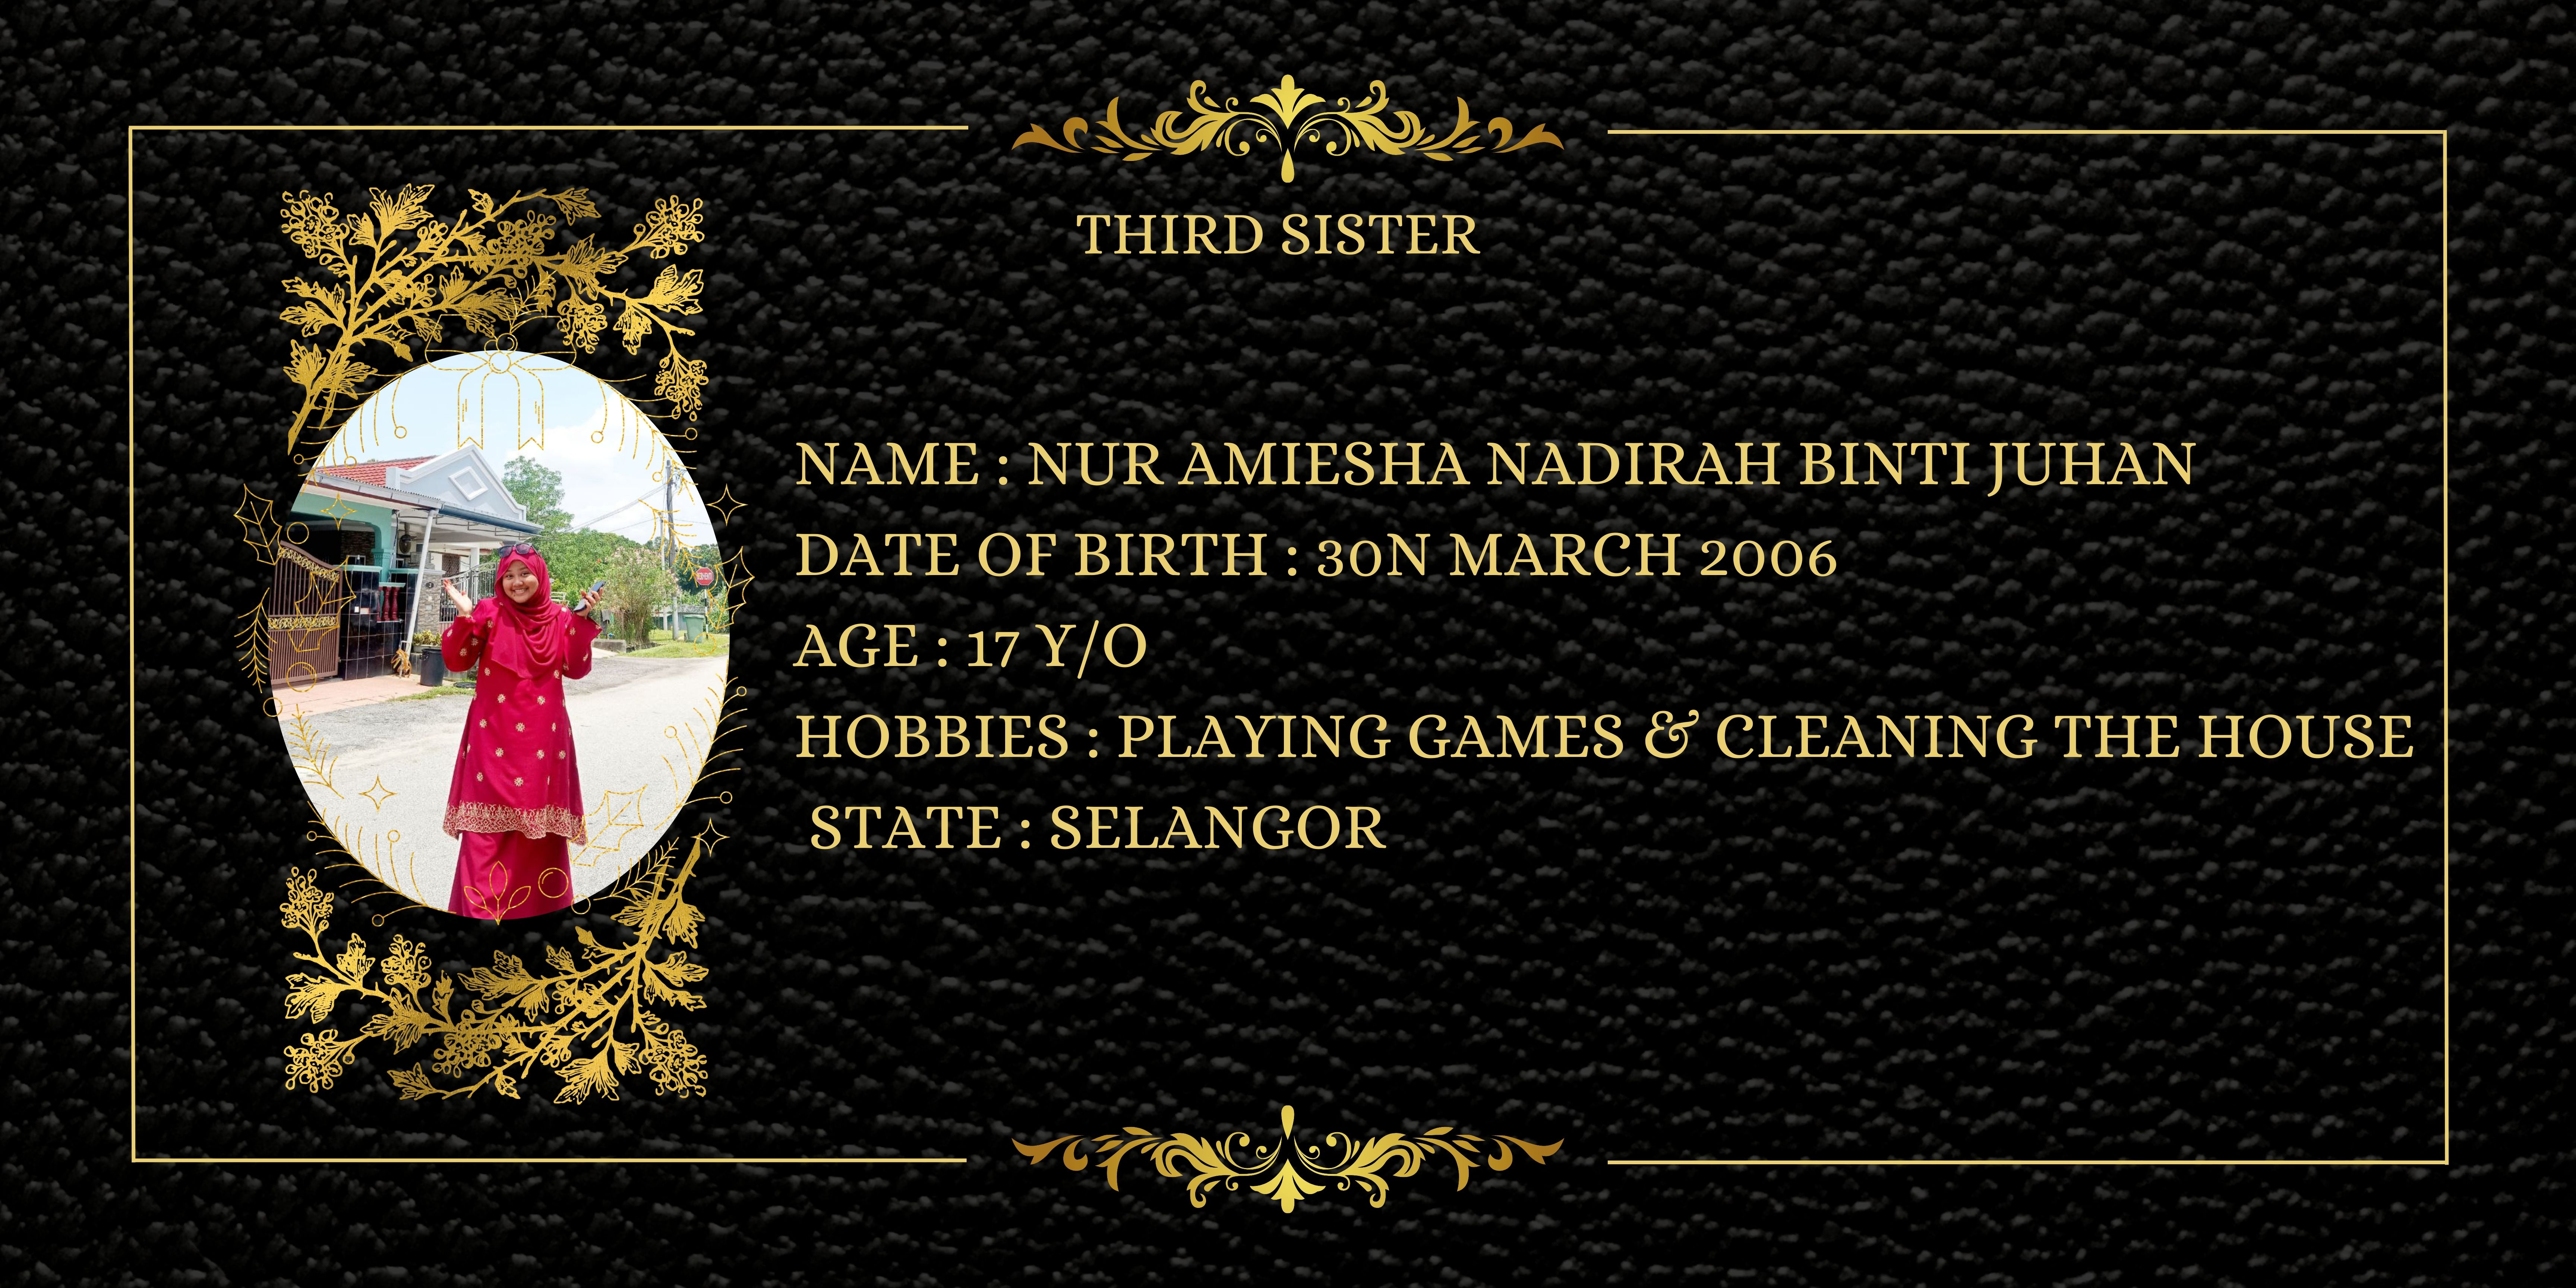 THIRD SISTER
NAME : NUR AMIESHA NADIRAH BINTI JUHAN
DATE OF BIRTH : 30N MARCH 2006
AGE : 17 Y/O
HOBBIES : PLAYING GAMES & CLEANING THE HOUSE
STATE : SELANGOR